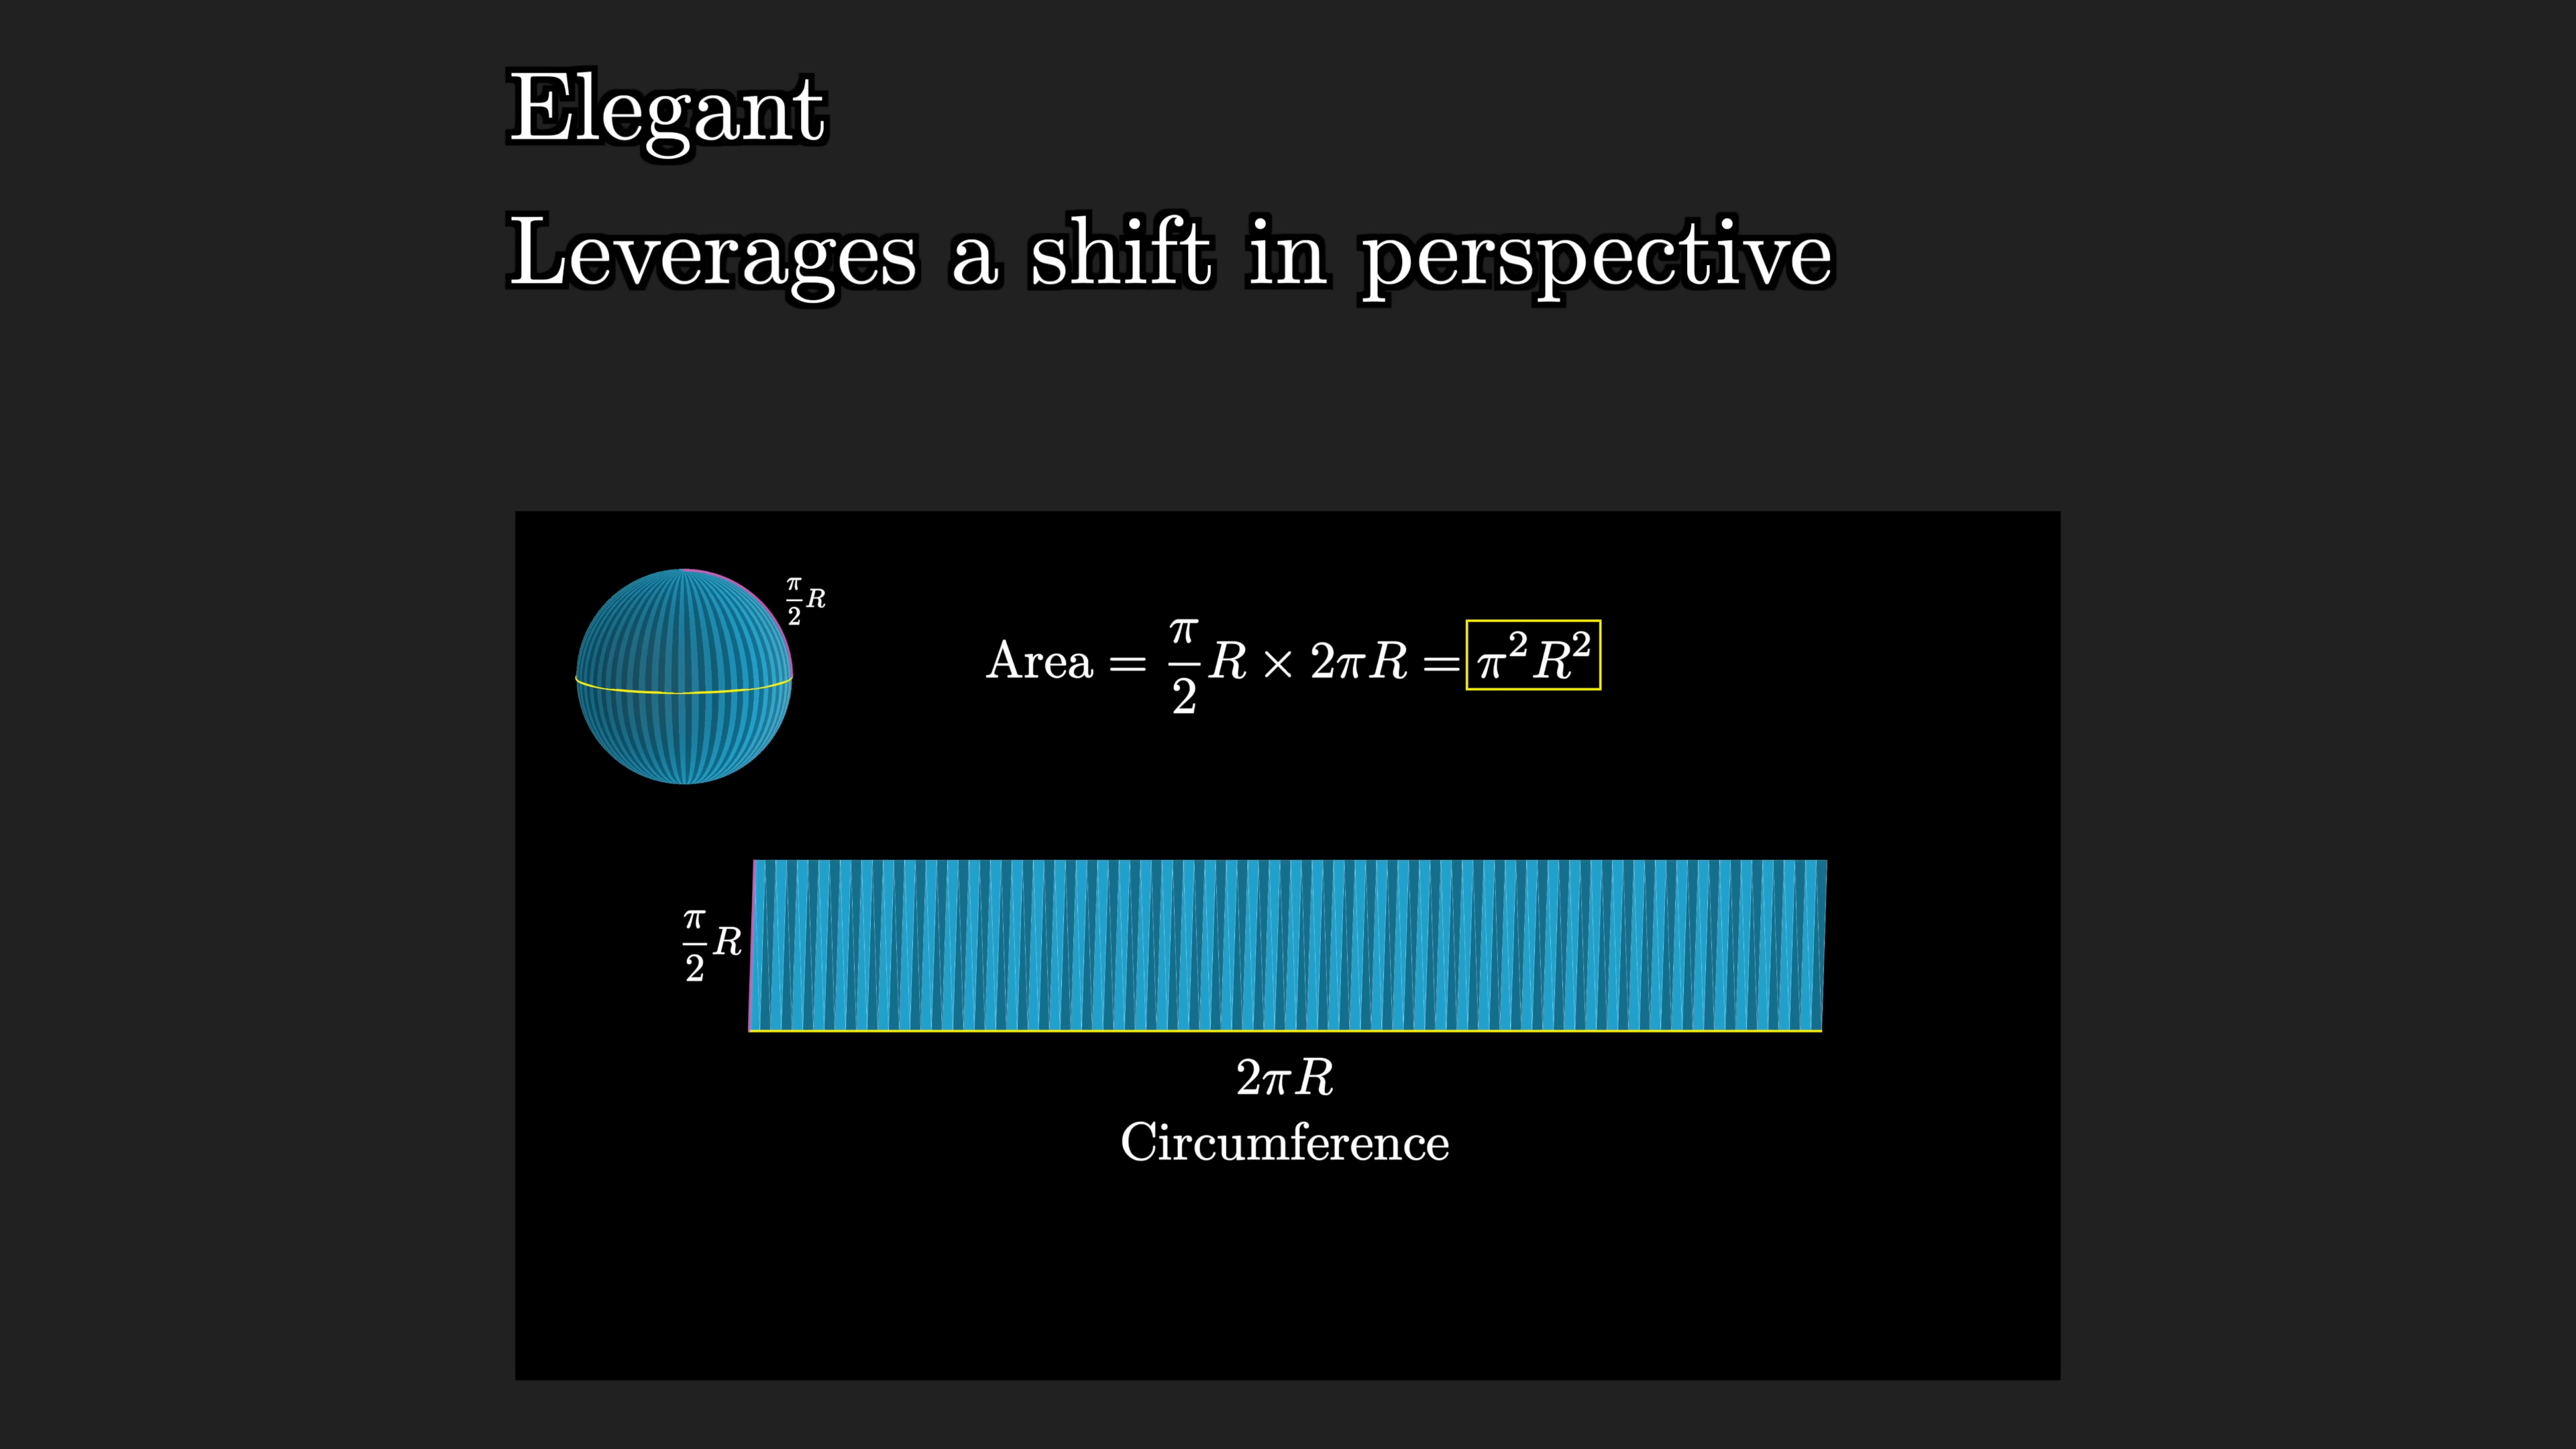 Elegant
Leverages a shift in perspective
π/2 R
Area = π/2 R × 2πR = π²R²
π/2 R
2πR
Circumference